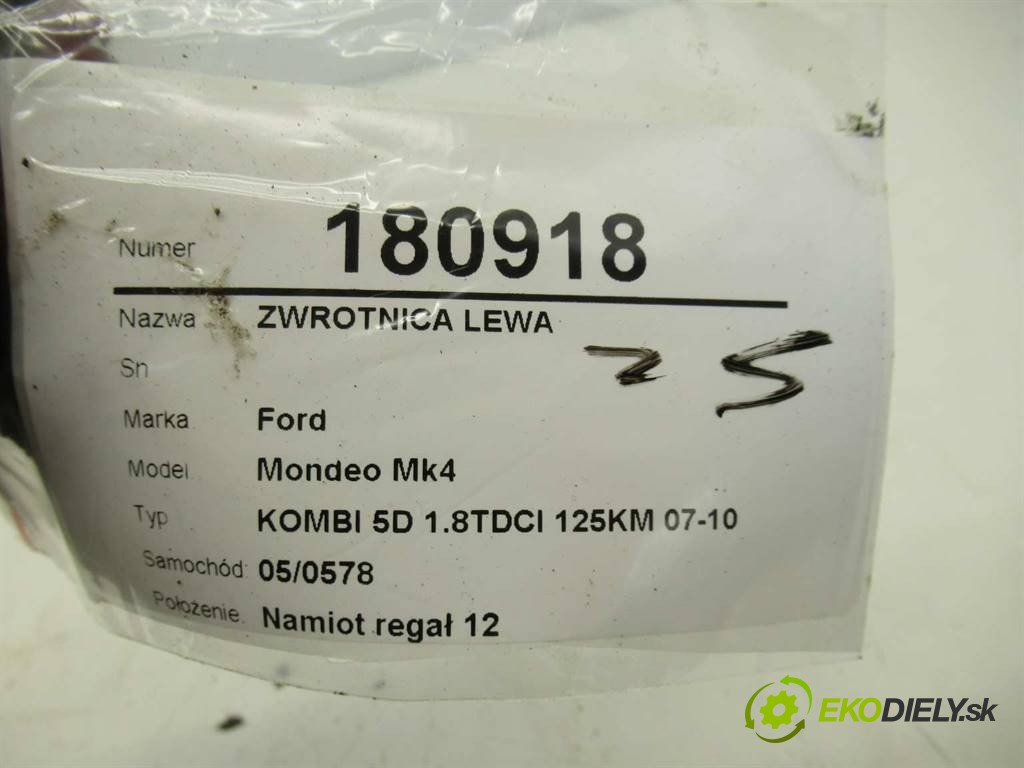 Numer 180918
Nazwa ZWROTNICA LEWA
Sn
Marka Ford
Model Mondeo Mk4
Typ KOMBI 5D 1.8TDCI 125KM 07-10
Samochód 05/0578
Położenie Namiot regał 12
EKODIELY.sk